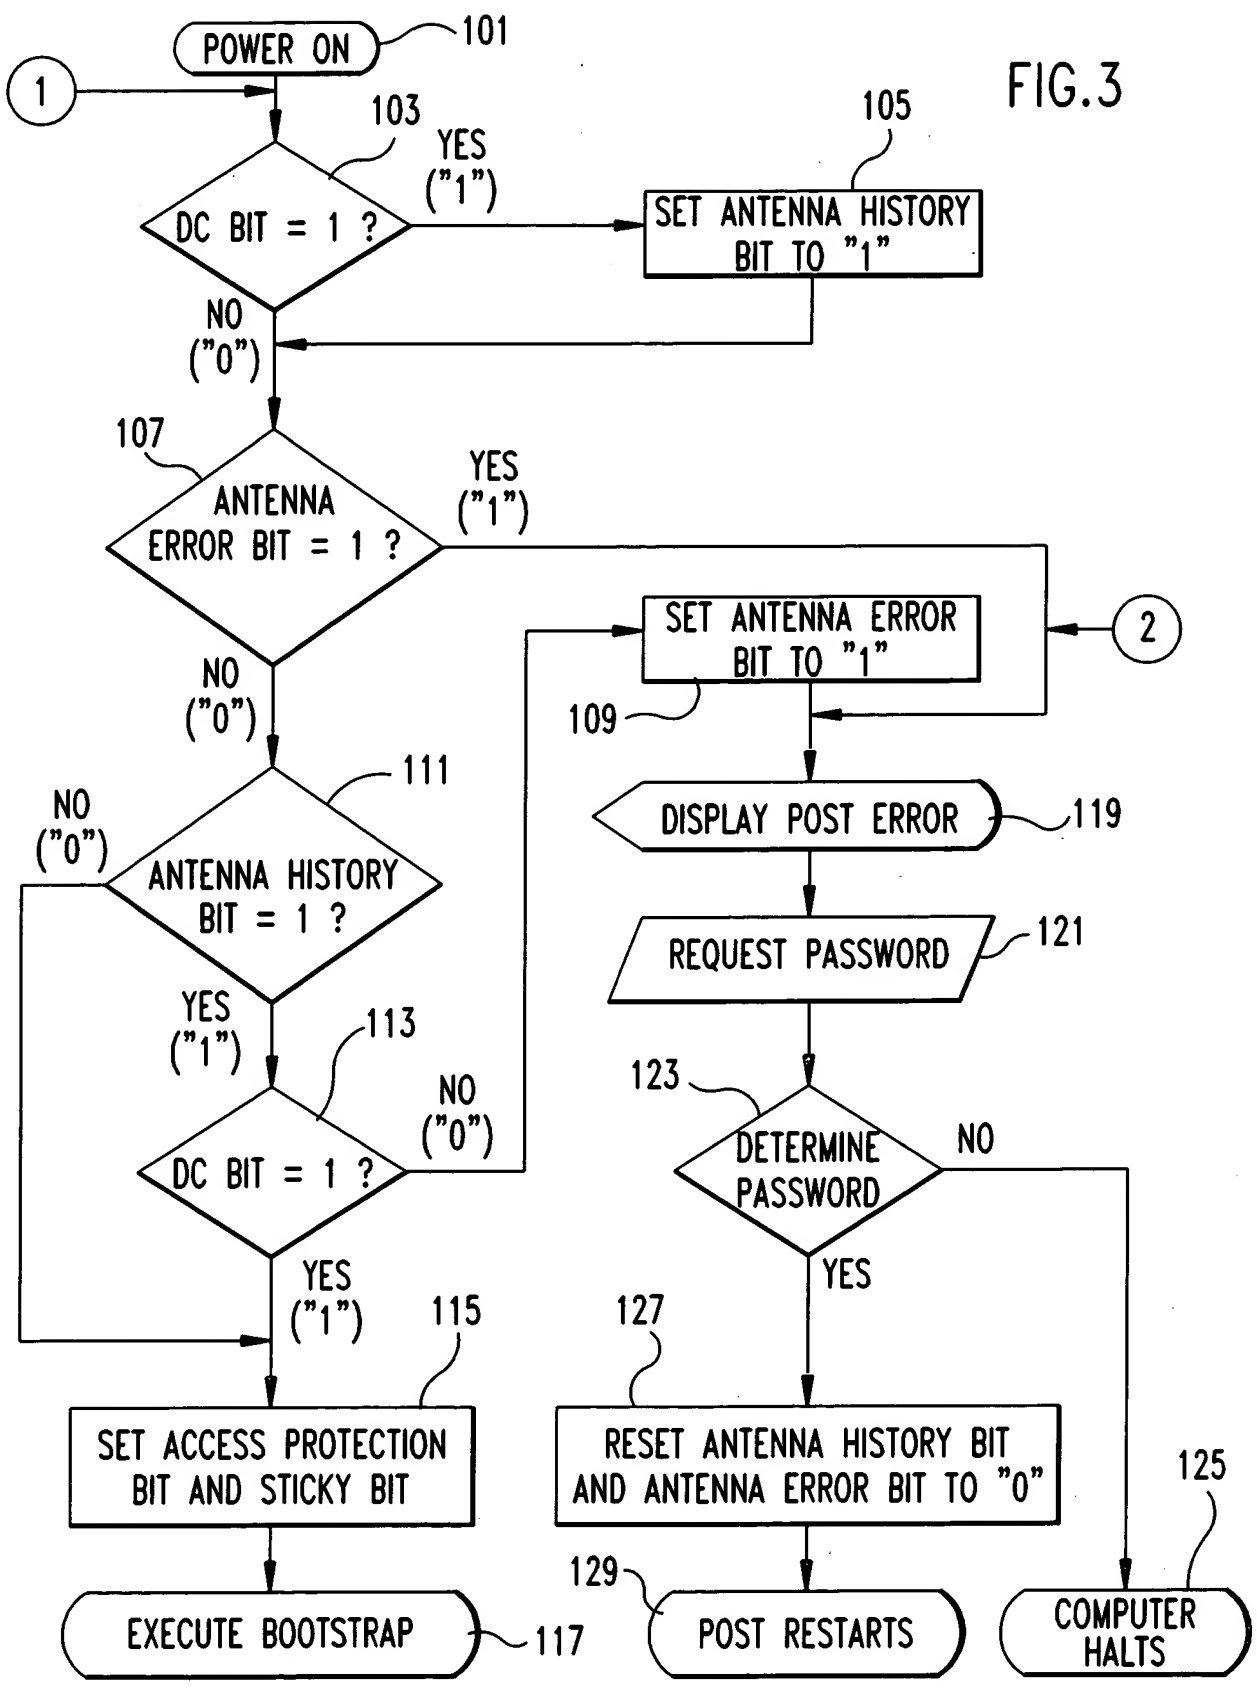 POWER ON
101
FIG.3
1
103
105
YES
("1")
DC BIT = 1 ?
SET ANTENNA HISTORY
BIT TO "1"
NO
("0")
107
YES
("1")
ANTENNA
ERROR BIT = 1 ?
SET ANTENNA ERROR
BIT TO "1"
2
NO
("0")
109
111
NO
("0")
DISPLAY POST ERROR
119
ANTENNA HISTORY
BIT = 1 ?
REQUEST PASSWORD
121
YES
("1")
113
123
NO
("0")
DC BIT = 1 ?
DETERMINE
PASSWORD
NO
YES
("1")
YES
115
127
SET ACCESS PROTECTION
BIT AND STICKY BIT
RESET ANTENNA HISTORY BIT
AND ANTENNA ERROR BIT TO "0"
125
129
EXECUTE BOOTSTRAP
117
POST RESTARTS
COMPUTER
HALTS